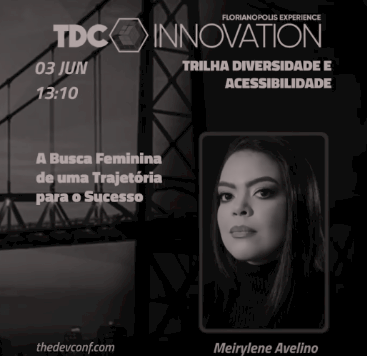 FLORIANOPOLIS EXPERIENCE
TDC INNOVATION
03 JUN
13:10
TRILHA DIVERSIDADE E
ACESSIBILIDADE
A Busca Feminina
de uma Trajetória
para o Sucesso
thedevconf.com
Meirylene Avelino